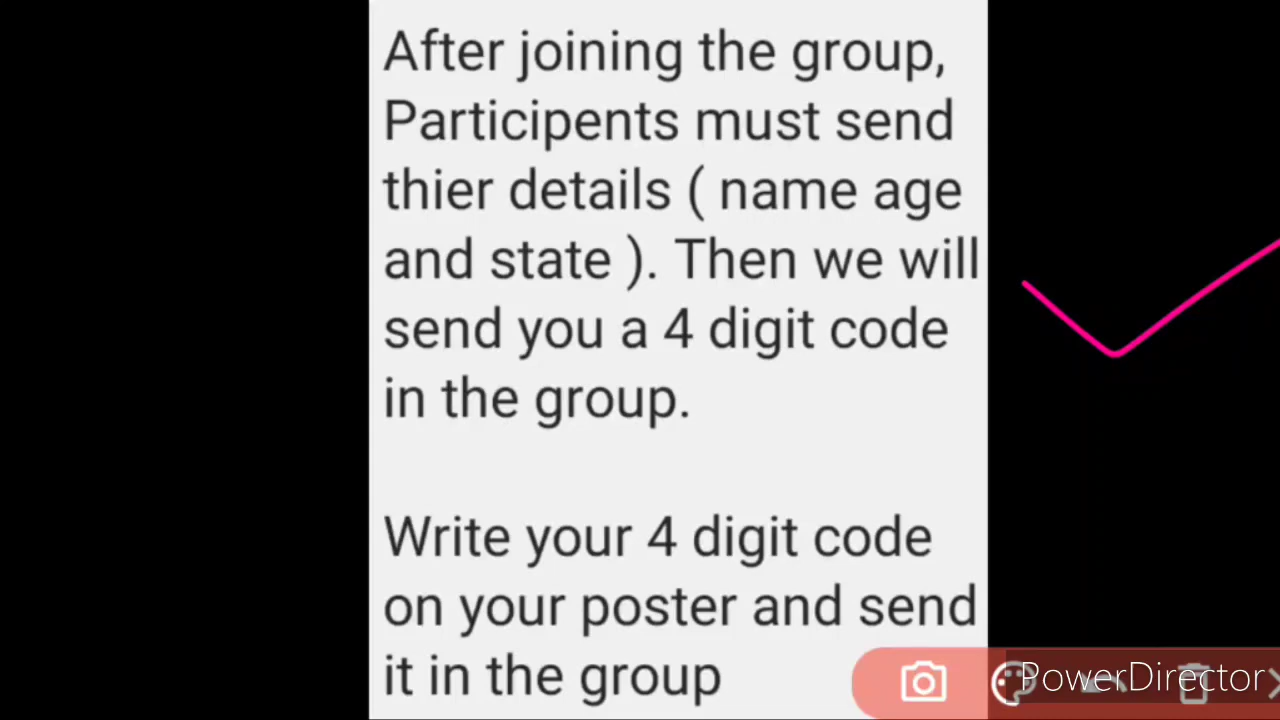 After joining the group,
Participents must send
thier details ( name age
and state ). Then we will
send you a 4 digit code
in the group.
Write your 4 digit code
on your poster and send
it in the group
PowerDirector